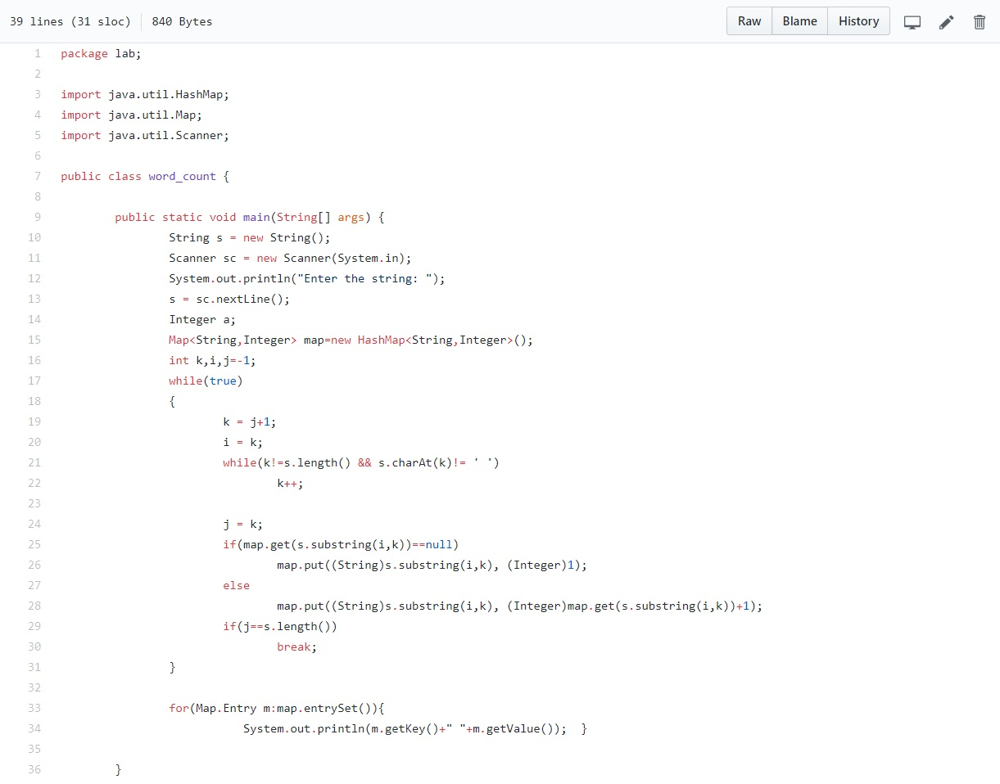 39 lines (31 sloc) 840 Bytes Raw Blame History
1 package lab;
2
3 import java.util.HashMap;
4 import java.util.Map;
5 import java.util.Scanner;
6
7 public class word_count {
8
9 public static void main(String[] args) {
10 String s = new String();
11 Scanner sc = new Scanner(System.in);
12 System.out.println("Enter the string: ");
13 s = sc.nextLine();
14 Integer a;
15 Map<String,Integer> map=new HashMap<String,Integer>();
16 int k,i,j=-1;
17 while(true)
18 {
19 k = j+1;
20 i = k;
21 while(k!=s.length() && s.charAt(k)!= ' ')
22 k++;
23
24 j = k;
25 if(map.get(s.substring(i,k))==null)
26 map.put((String)s.substring(i,k), (Integer)1);
27 else
28 map.put((String)s.substring(i,k), (Integer)map.get(s.substring(i,k))+1);
29 if(j==s.length())
30 break;
31 }
32
33 for(Map.Entry m:map.entrySet()){
34 System.out.println(m.getKey()+" "+m.getValue()); }
35
36 }